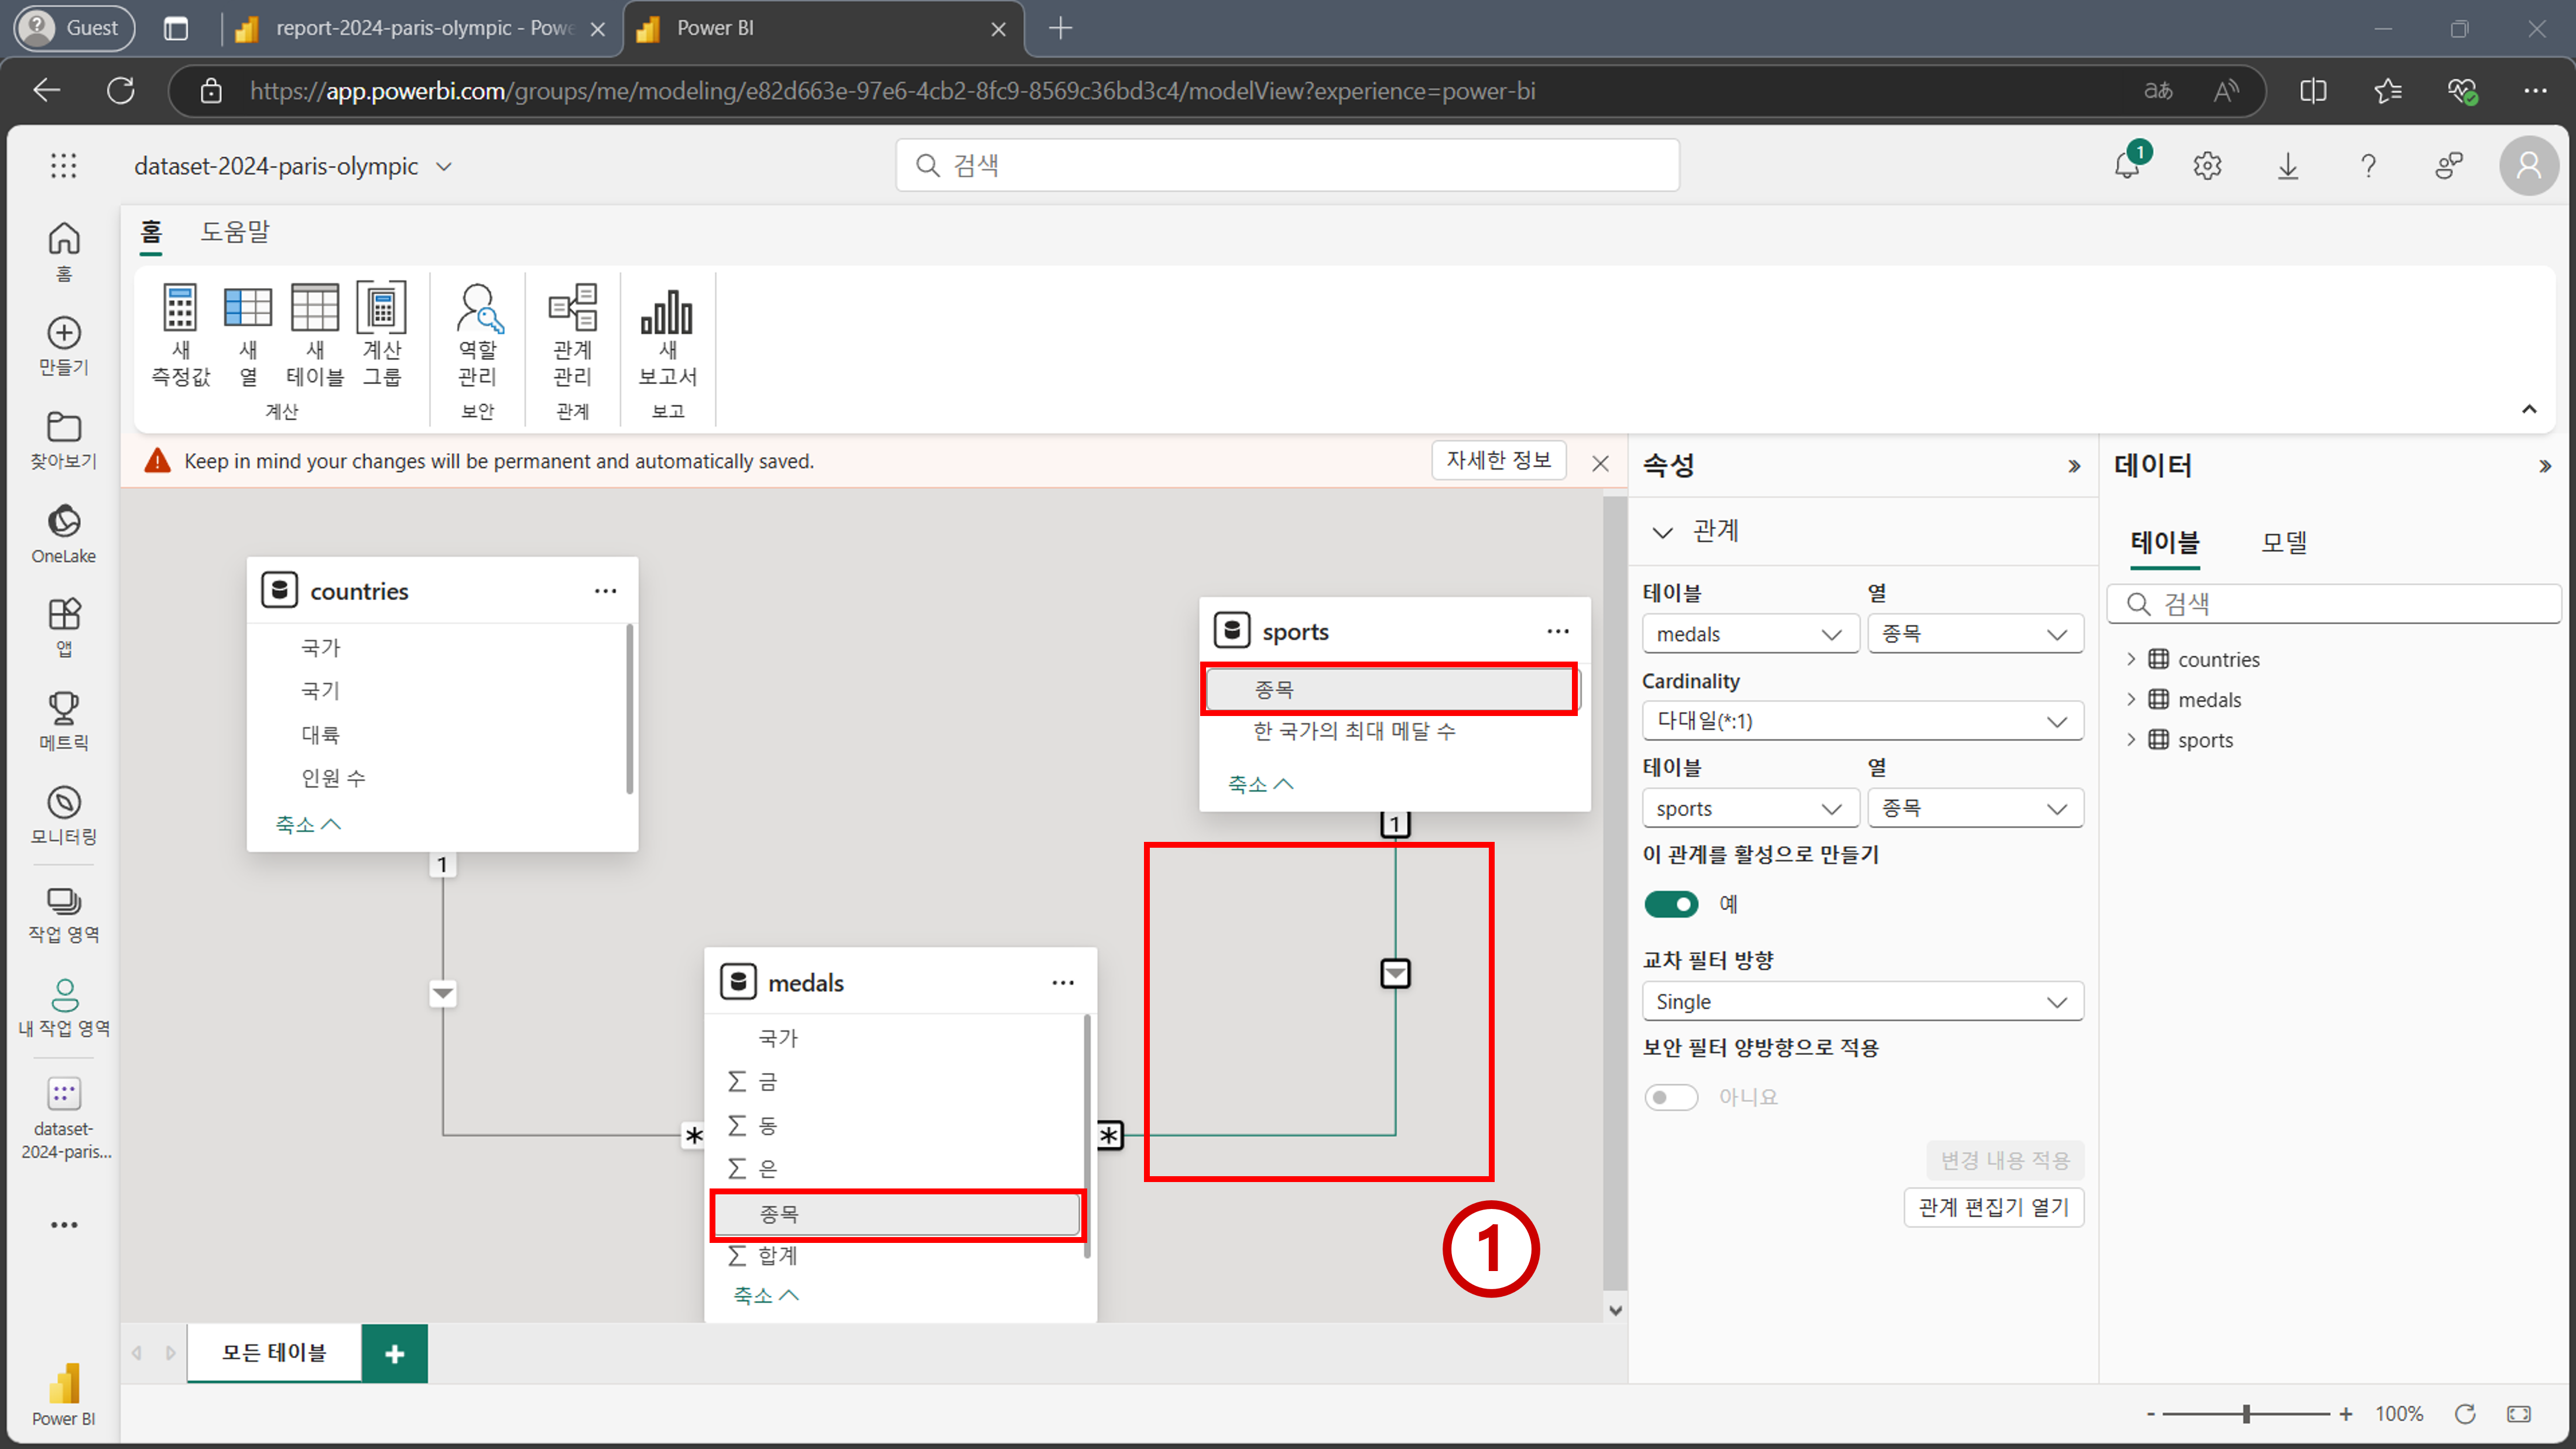 Guest
report-2024-paris-olympic - Powe
Power BI
https://app.powerbi.com/groups/me/modeling/e82d663e-97e6-4cb2-8fc9-8569c36bd3c4/modelView?experience=power-bi
dataset-2024-paris-olympic
검색
1
홈
도움말
홈
만들기
찾아보기
OneLake
앱
메트릭
모니터링
작업 영역
내 작업 영역
dataset-
2024-paris...
Power BI
새
측정값
새
열
새
테이블
계산
그룹
계산
역할
관리
보안
관계
관리
관계
새
보고서
보고
Keep in mind your changes will be permanent and automatically saved.
자세한 정보
countries
국가
국기
대륙
인원 수
축소
1
sports
종목
한 국가의 최대 메달 수
축소
1
medals
국가
∑ 금
∑ 동
∑ 은
종목
∑ 합계
축소
*
*
1
모든 테이블
+
속성
관계
테이블
열
medals
종목
Cardinality
다대일(*:1)
테이블
열
sports
종목
이 관계를 활성으로 만들기
예
교차 필터 방향
Single
보안 필터 양방향으로 적용
아니요
변경 내용 적용
관계 편집기 열기
데이터
테이블
모델
검색
countries
medals
sports
- + 100%